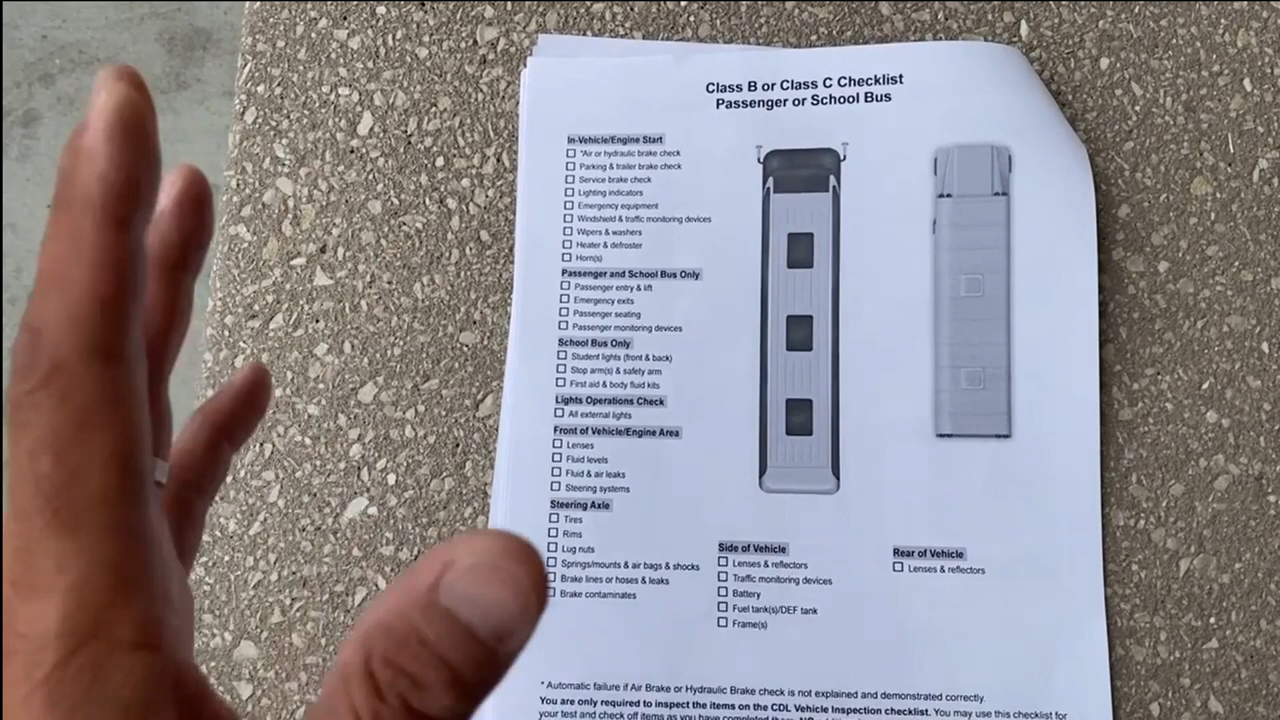 Class B or Class C Checklist
Passenger or School Bus
In-Vehicle/Engine Start
*Air or hydraulic brake check
Parking & trailer brake check
Service brake check
Lighting indicators
Emergency equipment
Windshield & traffic monitoring devices
Wipers & washers
Heater & defroster
Horn(s)
Passenger and School Bus Only
Passenger entry & lift
Emergency exits
Passenger seating
Passenger monitoring devices
School Bus Only
Student lights (front & back)
Stop arm(s) & safety arm
First aid & body fluid kits
Lights Operations Check
All external lights
Front of Vehicle/Engine Area
Lenses
Fluid levels
Fluid & air leaks
Steering systems
Steering Axle
Tires
Rims
Lug nuts
Springs/mounts & air bags & shocks
Brake lines or hoses & leaks
Brake contaminates
Side of Vehicle
Lenses & reflectors
Traffic monitoring devices
Battery
Fuel tank(s)/DEF tank
Frame(s)
Rear of Vehicle
Lenses & reflectors
* Automatic failure if Air Brake or Hydraulic Brake check is not explained and demonstrated correctly.
You are only required to inspect the items on the CDL Vehicle Inspection checklist. You may use this checklist for
your test and check off items as you have completed them.